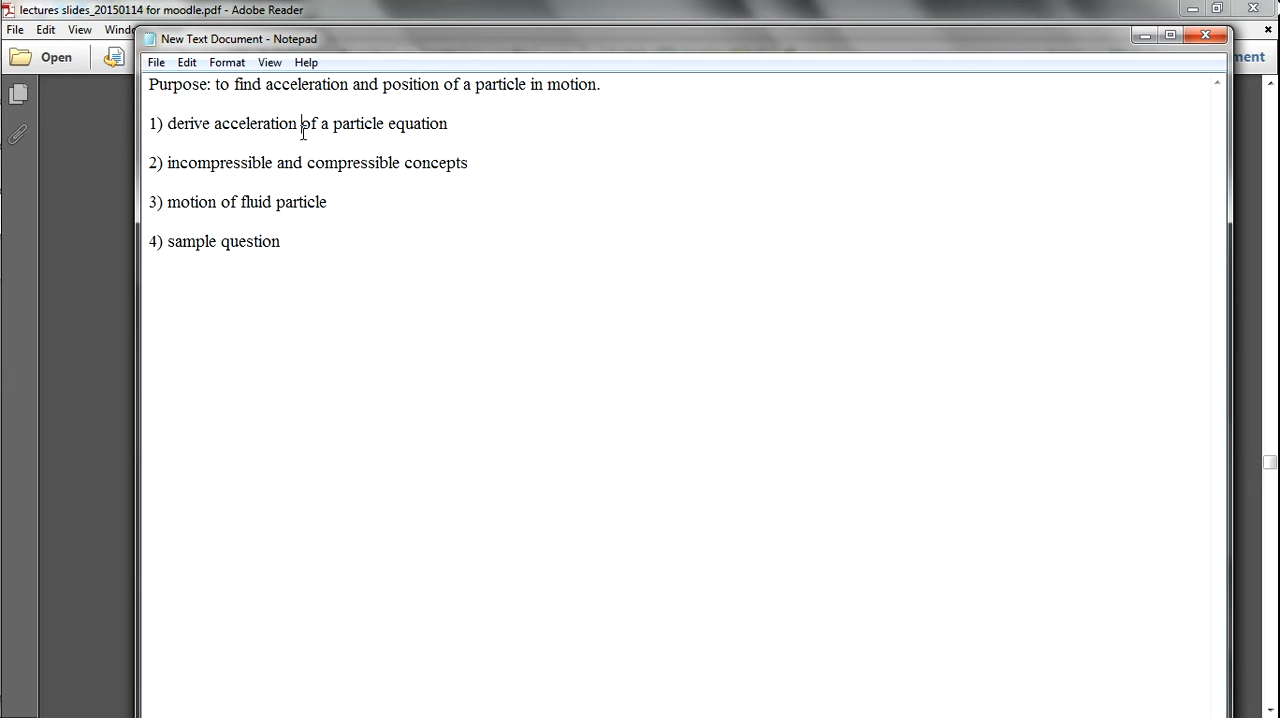 lectures slides_20150114 for moodle.pdf - Adobe Reader
File Edit View
Open
New Text Document - Notepad
File Edit Format View Help
Purpose: to find acceleration and position of a particle in motion.
1) derive acceleration of a particle equation
2) incompressible and compressible concepts
3) motion of fluid particle
4) sample question